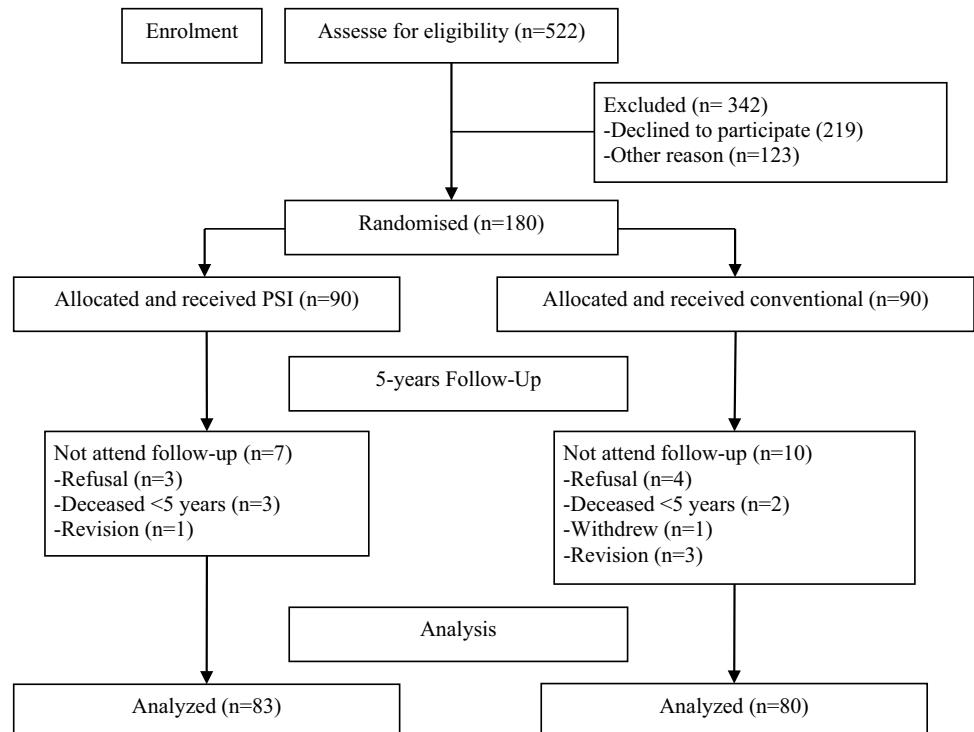 Enrolment
Assesse for eligibility (n=522)
Excluded (n= 342)
-Declined to participate (219)
-Other reason (n=123)
Randomised (n=180)
Allocated and received PSI (n=90)
Allocated and received conventional (n=90)
5-years Follow-Up
Not attend follow-up (n=7)
-Refusal (n=3)
-Deceased <5 years (n=3)
-Revision (n=1)
Not attend follow-up (n=10)
-Refusal (n=4)
-Deceased <5 years (n=2)
-Withdrew (n=1)
-Revision (n=3)
Analysis
Analyzed (n=83)
Analyzed (n=80)